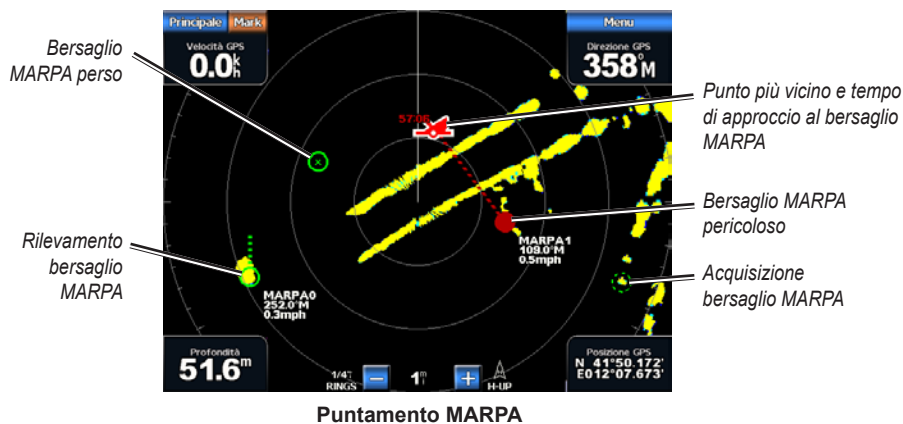 Principale Mark
Menu
Velocità GPS
0.0 k/h
Direzione GPS
358°M
Bersaglio
MARPA perso
57:06
Punto più vicino e tempo
di approccio al bersaglio
MARPA
Bersaglio MARPA
pericoloso
MARPA1
109.0°M
0.5mph
Rilevamento
bersaglio
MARPA
MARPA0
252.0°M
0.3mph
Acquisizione
bersaglio MARPA
Profondità
51.6m
1/4
RINGS
1
H-UP
Posizione GPS
N 41°50.172'
E012°07.673'
Puntamento MARPA